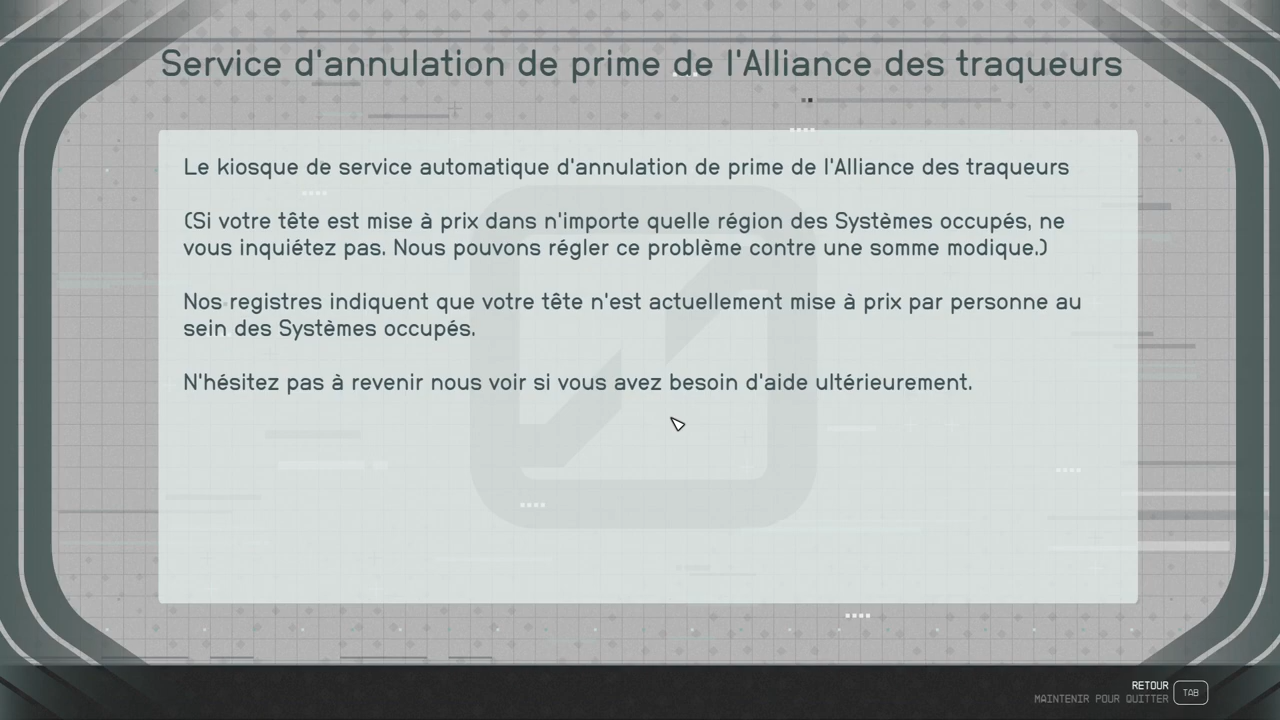 Service d'annulation de prime de l'Alliance des traqueurs
Le kiosque de service automatique d'annulation de prime de l'Alliance des traqueurs
(Si votre tête est mise à prix dans n'importe quelle région des Systèmes occupés, ne
vous inquiétez pas. Nous pouvons régler ce problème contre une somme modique.)
Nos registres indiquent que votre tête n'est actuellement mise à prix par personne au
sein des Systèmes occupés.
N'hésitez pas à revenir nous voir si vous avez besoin d'aide ultérieurement.
RETOUR
MAINTENIR POUR QUITTER
TAB